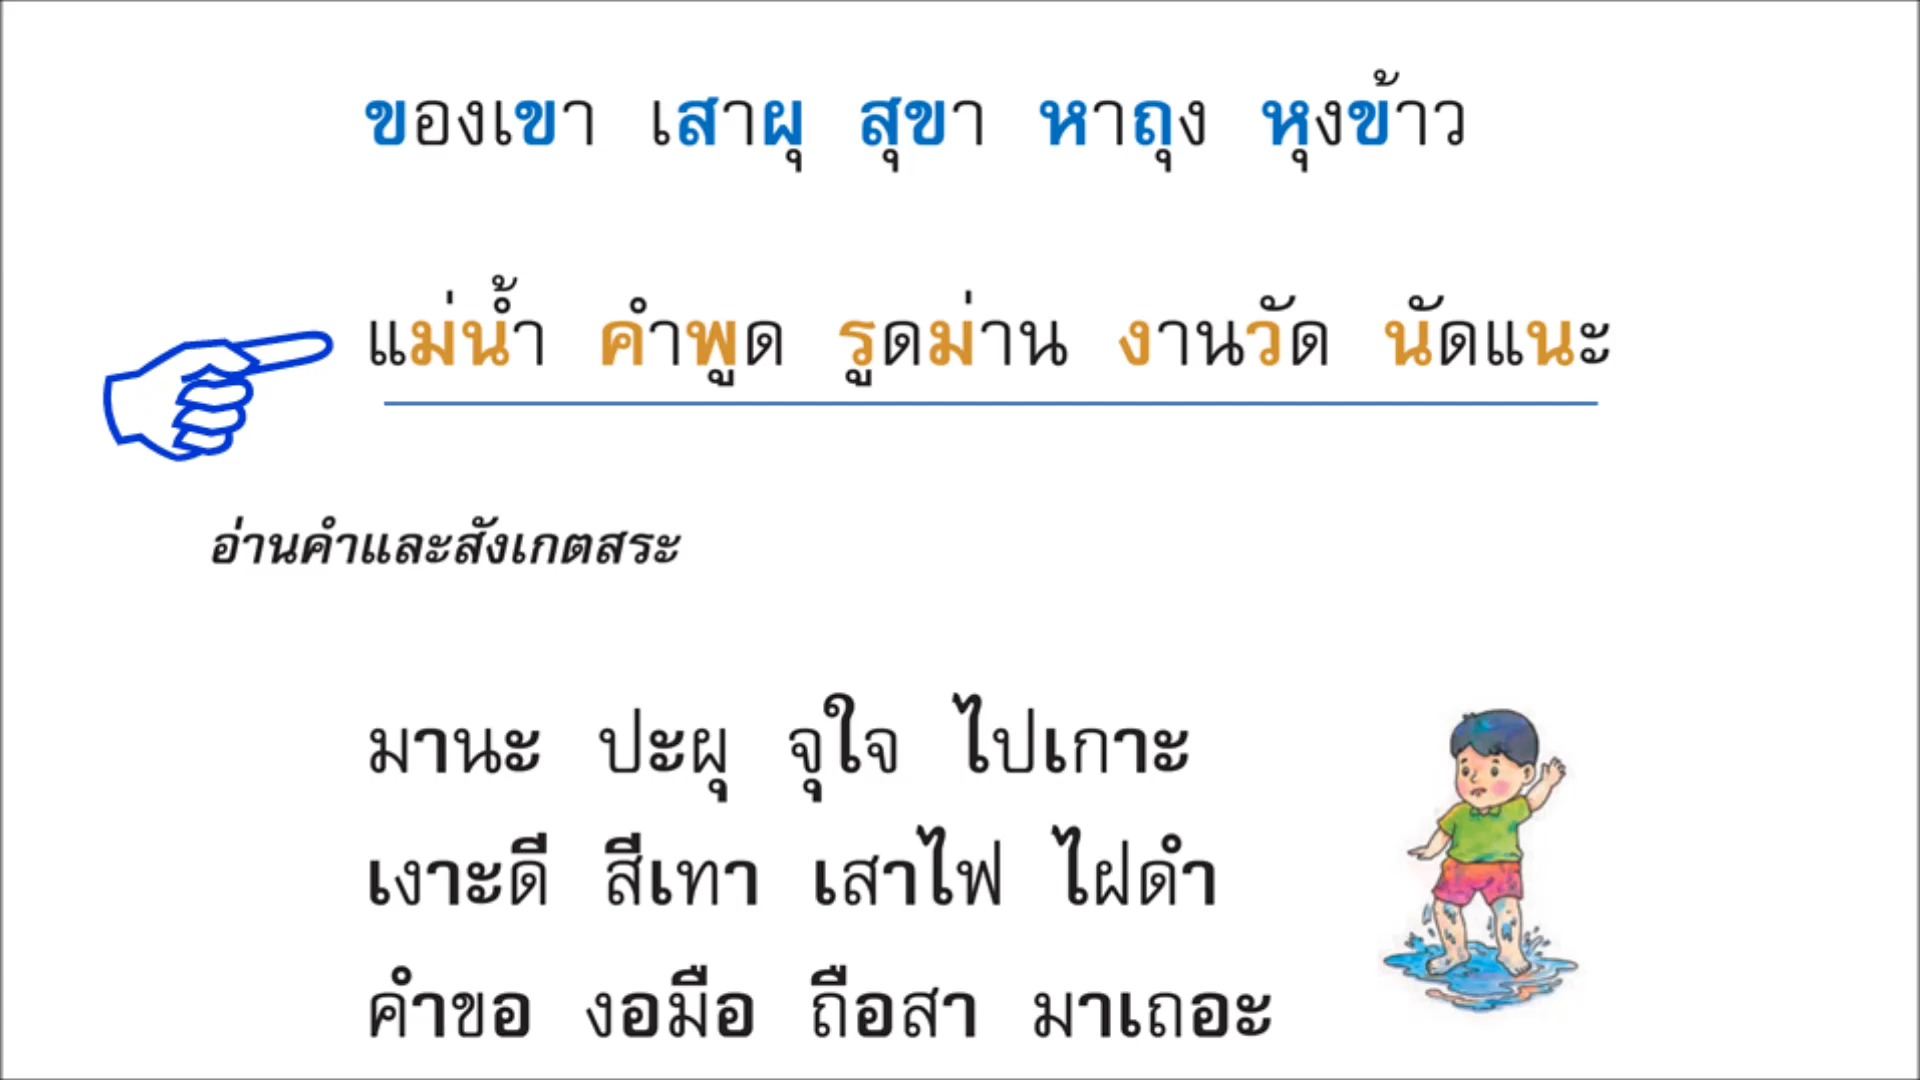 ของเขา เสาผุ สุขา หาถุง หุงข้าว
แม่น้ำ คำพูด รูดม่าน งานวัด นัดแนะ
อ่านคำและสังเกตสระ
มานะ ปะผุ จุใจ ไปเกาะ
เงาะดี สีเทา เสาไฟ ไฝดำ
คำขอ งอมือ ถือสา มาเถอะ